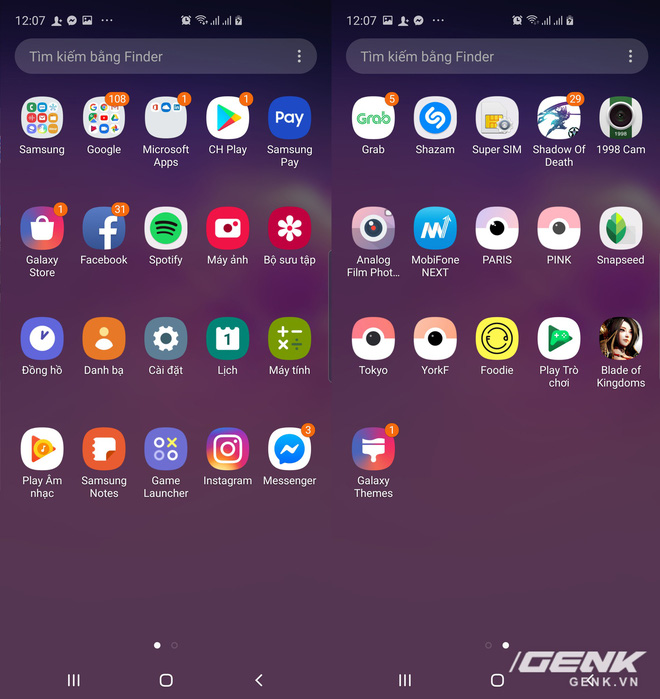 12:07
Tìm kiếm bằng Finder
108
1
1
Pay
Samsung
Google
Microsoft
Apps
CH Play
Samsung
Pay
1
31
Galaxy
Store
Facebook
Spotify
Máy ảnh
Bộ sưu tập
1
Đồng hồ
Danh bạ
Cài đặt
Lịch
Máy tính
3
Play Âm
nhạc
Samsung
Notes
Game
Launcher
Instagram
Messenger
12:07
Tìm kiếm bằng Finder
5
29
Grab
1998
Grab
Shazam
Super SIM
Shadow Of
Death
1998 Cam
Analog
Film Phot...
MobiFone
NEXT
PARIS
PINK
Snapseed
Tokyo
YorkF
Foodie
Play Trò
chơi
Blade of
Kingdoms
1
Galaxy
Themes
GENK
GENK.VN